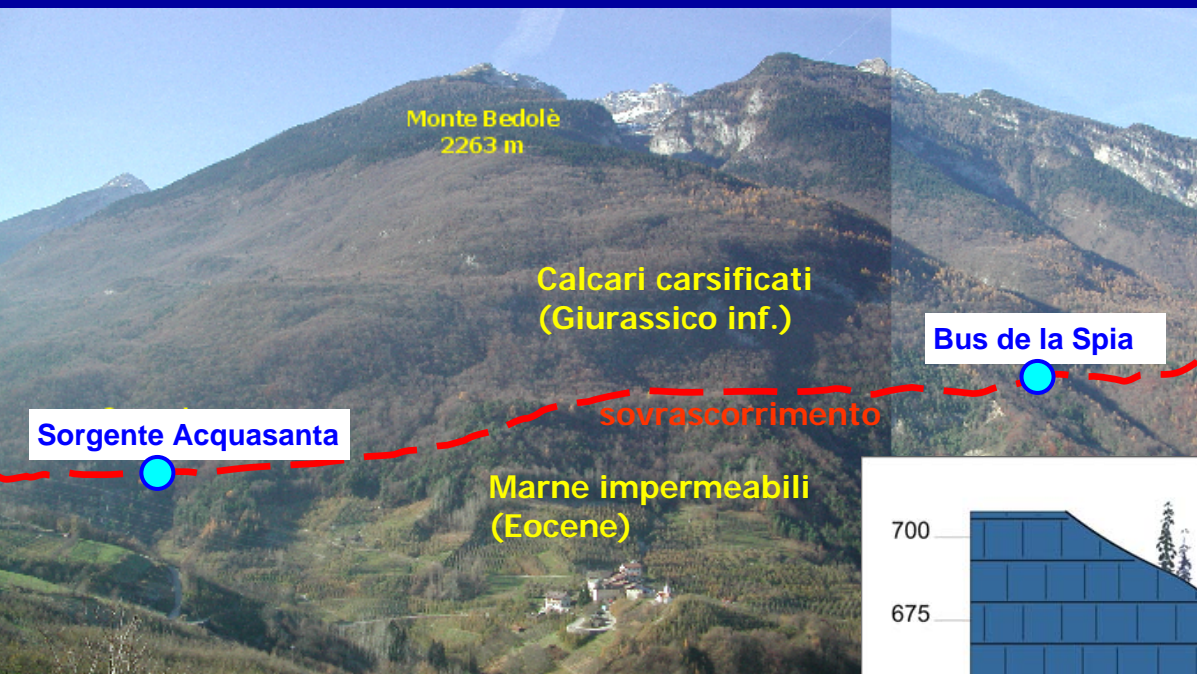 Monte Bedolè
2263 m
Calcari carsificati
(Giurassico inf.)
Bus de la Spia
sovrascorrimento
Sorgente Acquasanta
Marne impermeabili
(Eocene)
700
675